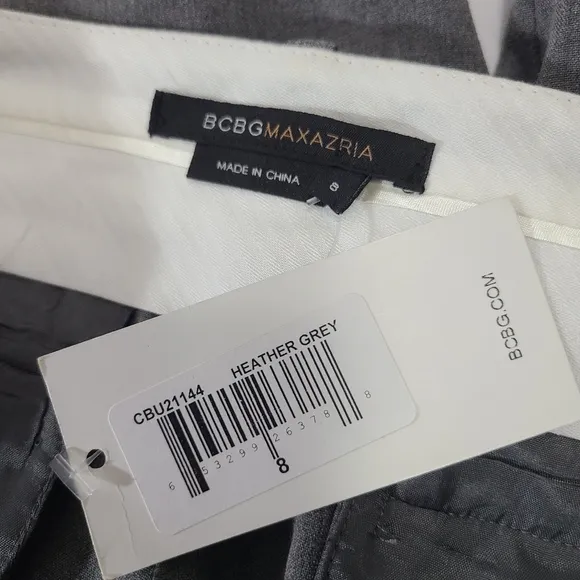 BCBGMAXAZRIA
MADE IN CHINA
8
BCBG.COM
CBU21144 HEATHER GREY
6 53299 26378 8
8